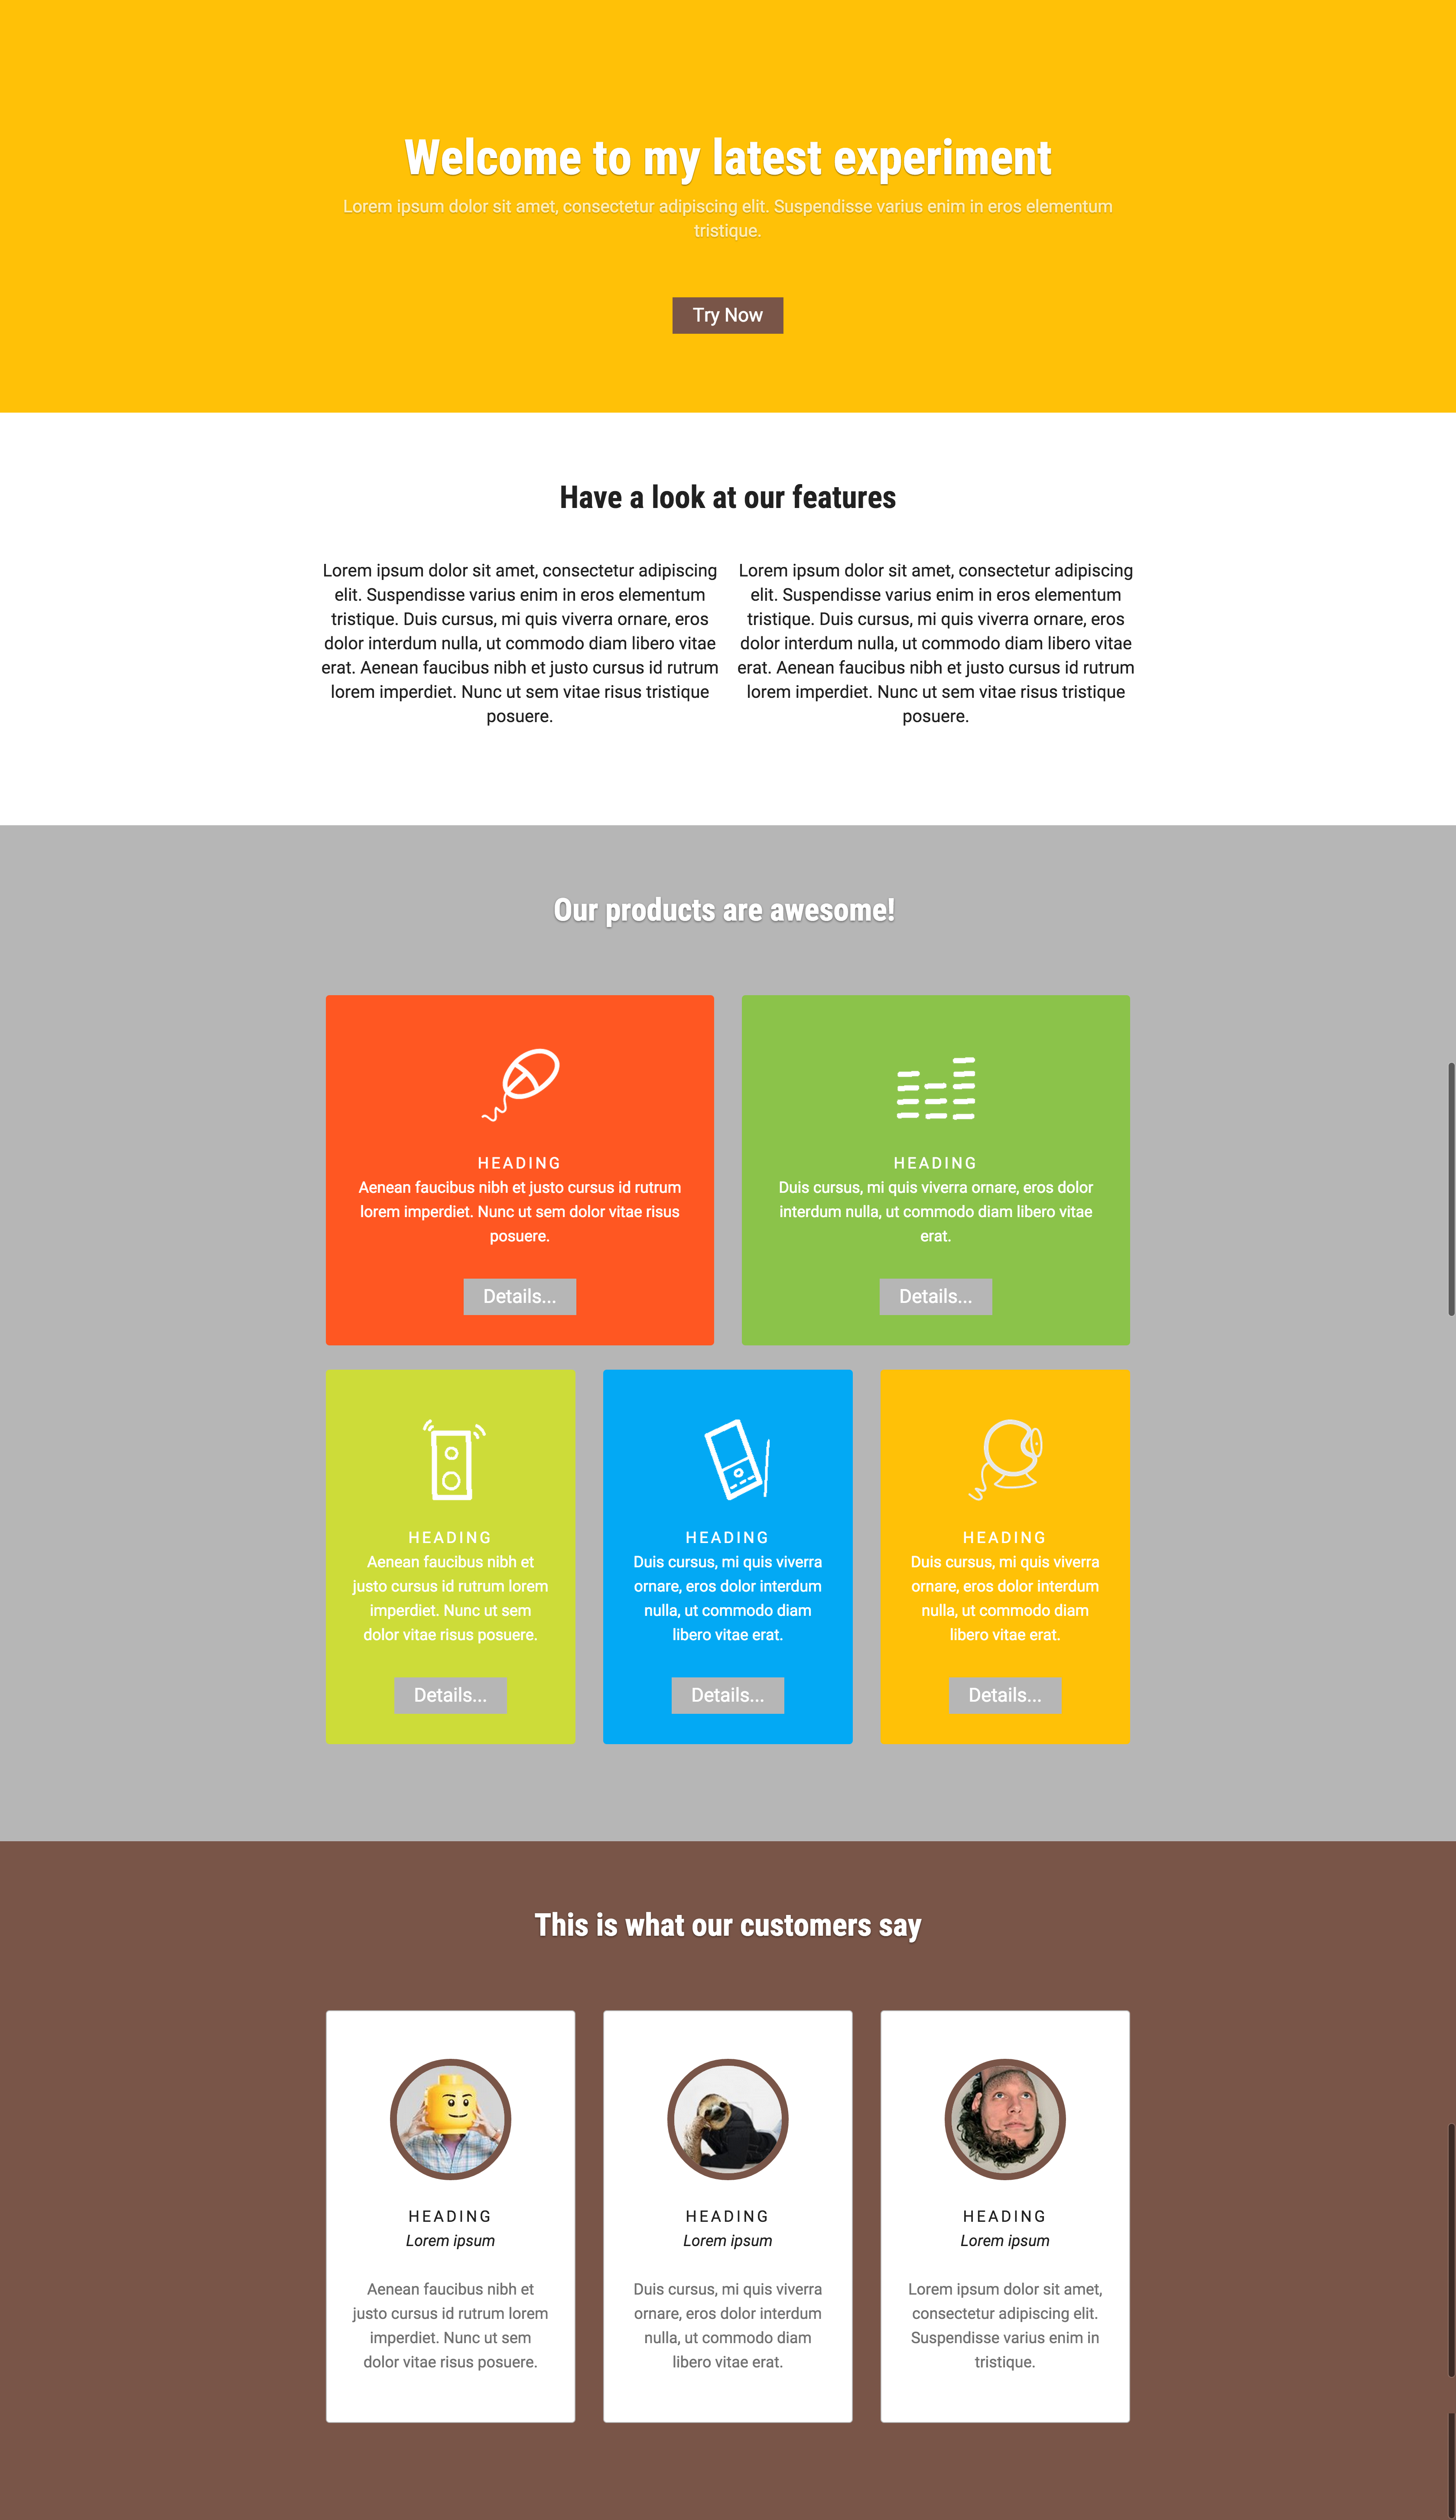 Welcome to my latest experiment
Lorem ipsum dolor sit amet, consectetur adipiscing elit. Suspendisse varius enim in eros elementum
tristique.
Try Now
Have a look at our features
Lorem ipsum dolor sit amet, consectetur adipiscing
elit. Suspendisse varius enim in eros elementum
tristique. Duis cursus, mi quis viverra ornare, eros
dolor interdum nulla, ut commodo diam libero vitae
erat. Aenean faucibus nibh et justo cursus id rutrum
lorem imperdiet. Nunc ut sem vitae risus tristique
posuere.
Lorem ipsum dolor sit amet, consectetur adipiscing
elit. Suspendisse varius enim in eros elementum
tristique. Duis cursus, mi quis viverra ornare, eros
dolor interdum nulla, ut commodo diam libero vitae
erat. Aenean faucibus nibh et justo cursus id rutrum
lorem imperdiet. Nunc ut sem vitae risus tristique
posuere.
Our products are awesome!
HEADING
Aenean faucibus nibh et justo cursus id rutrum
lorem imperdiet. Nunc ut sem dolor vitae risus
posuere.
Details...
HEADING
Duis cursus, mi quis viverra ornare, eros dolor
interdum nulla, ut commodo diam libero vitae
erat.
Details...
HEADING
Aenean faucibus nibh et
justo cursus id rutrum lorem
imperdiet. Nunc ut sem
dolor vitae risus posuere.
Details...
HEADING
Duis cursus, mi quis viverra
ornare, eros dolor interdum
nulla, ut commodo diam
libero vitae erat.
Details...
HEADING
Duis cursus, mi quis viverra
ornare, eros dolor interdum
nulla, ut commodo diam
libero vitae erat.
Details...
This is what our customers say
HEADING
Lorem ipsum
Aenean faucibus nibh et
justo cursus id rutrum lorem
imperdiet. Nunc ut sem
dolor vitae risus posuere.
HEADING
Lorem ipsum
Duis cursus, mi quis viverra
ornare, eros dolor interdum
nulla, ut commodo diam
libero vitae erat.
HEADING
Lorem ipsum
Lorem ipsum dolor sit amet,
consectetur adipiscing elit.
Suspendisse varius enim in
tristique.